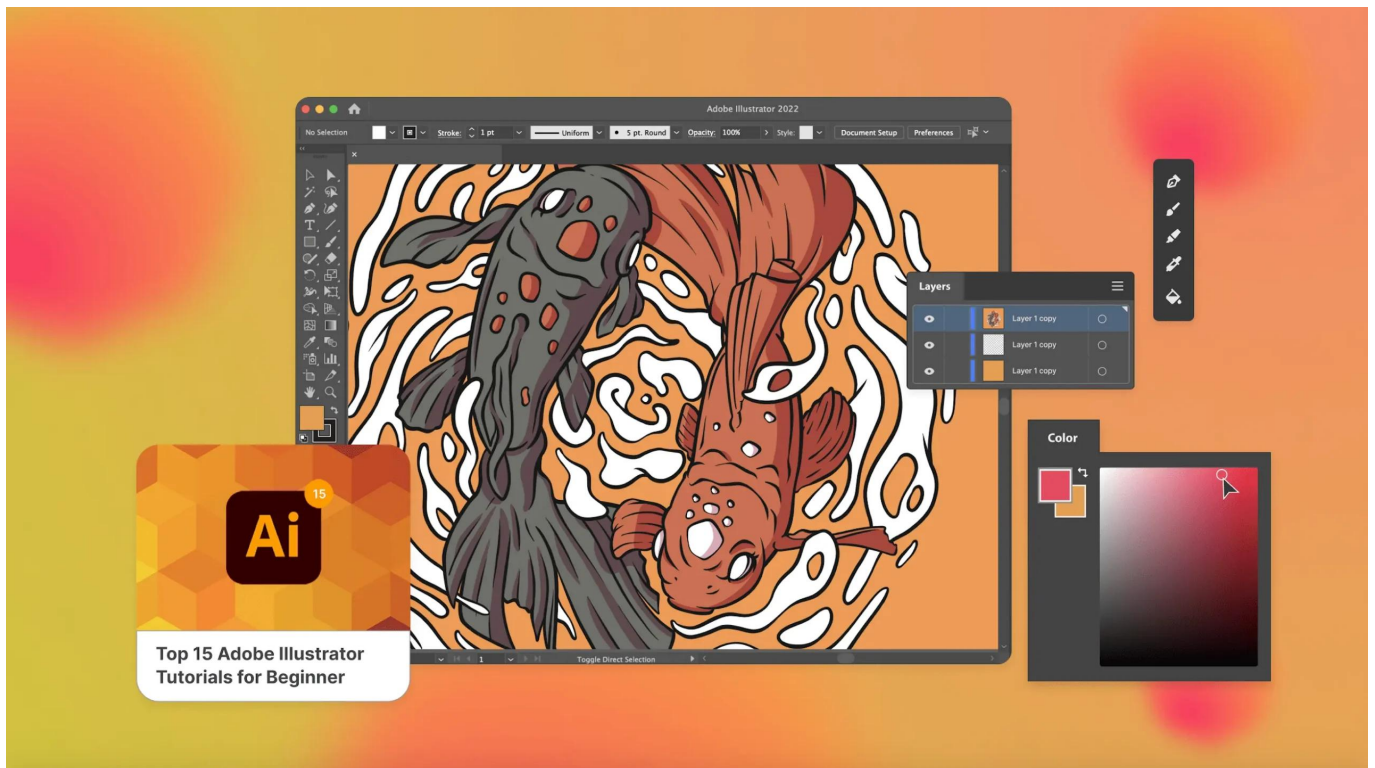 Adobe Illustrator 2022
No Selection
Stroke: 1 pt Uniform 5 pt. Round Opacity: 100% Style: Document Setup Preferences
T
Layers
Layer 1 copy
Layer 1 copy
Layer 1 copy
Color
15
Ai
Top 15 Adobe Illustrator
Tutorials for Beginner
1 Toggle Direct Selection